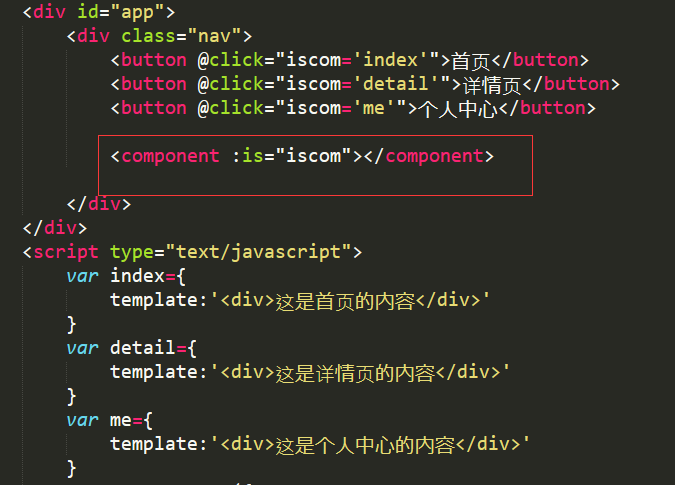 <div id="app">
<div class="nav">
<button @click="iscom='index'">首页</button>
<button @click="iscom='detail'">详情页</button>
<button @click="iscom='me'">个人中心</button>
<component :is="iscom"></component>
</div>
</div>
<script type="text/javascript">
var index={
template:'<div>这是首页的内容</div>'
}
var detail={
template:'<div>这是详情页的内容</div>'
}
var me={
template:'<div>这是个人中心的内容</div>'
}